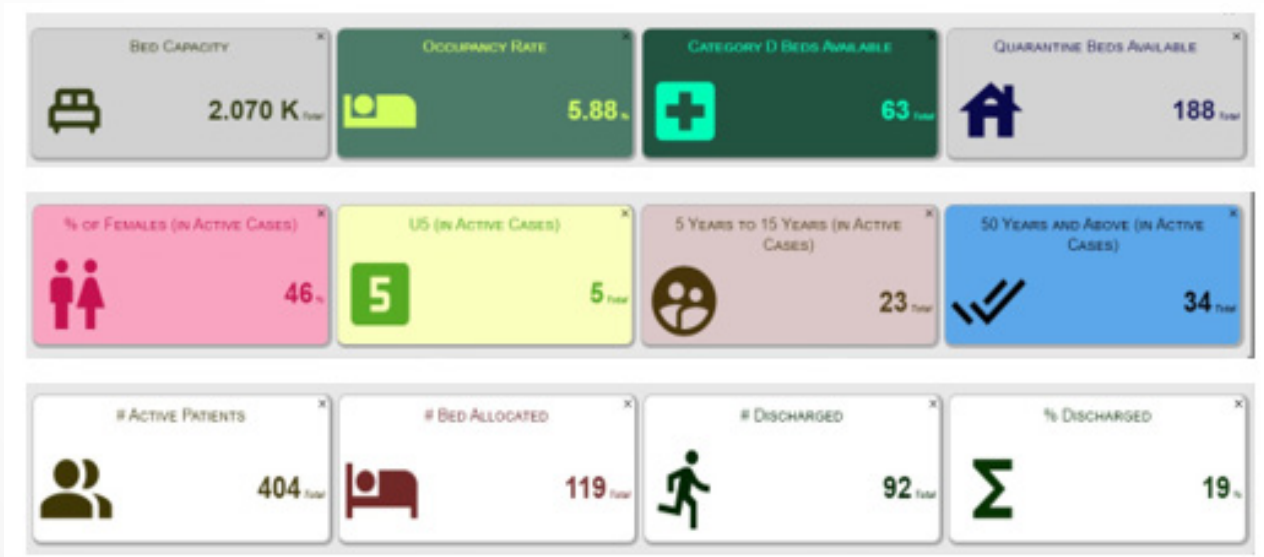 BED CAPACITY
2.070 K Total
OCCUPANCY RATE
5.88 %
CATEGORY D BEDS AVAILABLE
63 Total
QUARANTINE BEDS AVAILABLE
188 Total
% OF FEMALES (IN ACTIVE CASES)
46 %
U5 (IN ACTIVE CASES)
5
5 Total
5 YEARS TO 15 YEARS (IN ACTIVE
CASES)
23 Total
50 YEARS AND ABOVE (IN ACTIVE
CASES)
34 Total
# ACTIVE PATIENTS
404 Total
# BED ALLOCATED
119 Total
# DISCHARGED
92 Total
% DISCHARGED
Σ
19 %